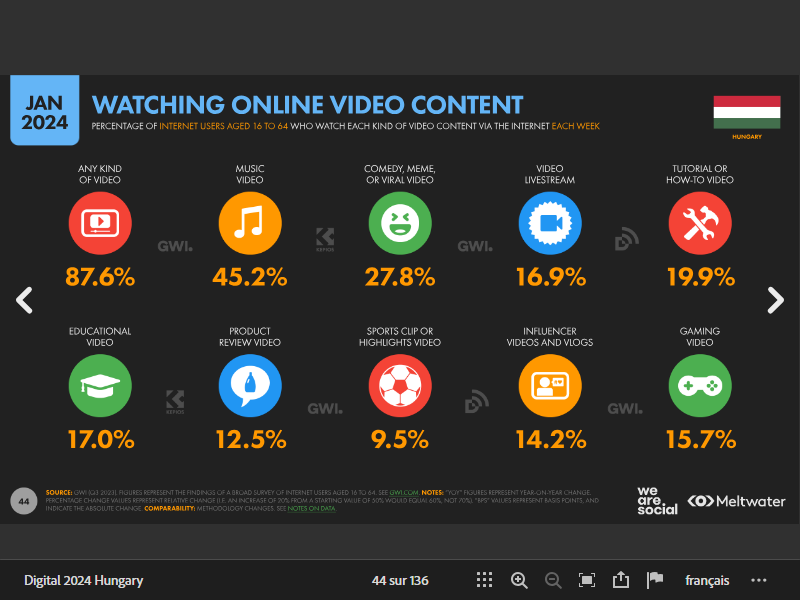 JAN
2024
WATCHING ONLINE VIDEO CONTENT
PERCENTAGE OF INTERNET USERS AGED 16 TO 64 WHO WATCH EACH KIND OF VIDEO CONTENT VIA THE INTERNET EACH WEEK
HUNGARY
ANY KIND
OF VIDEO
87.6%
MUSIC
VIDEO
45.2%
COMEDY, MEME,
OR VIRAL VIDEO
27.8%
VIDEO
LIVESTREAM
16.9%
TUTORIAL OR
HOW-TO VIDEO
19.9%
GWI.
KEPIOS
GWI.
EDUCATIONAL
VIDEO
17.0%
PRODUCT
REVIEW VIDEO
12.5%
SPORTS CLIP OR
HIGHLIGHTS VIDEO
9.5%
INFLUENCER
VIDEOS AND VLOGS
14.2%
GAMING
VIDEO
15.7%
KEPIOS
GWI.
GWI.
44
SOURCE: GWI (Q3 2023). FIGURES REPRESENT THE FINDINGS OF A BROAD SURVEY OF INTERNET USERS AGED 16 TO 64. SEE GWI.COM. NOTES: "YOY" FIGURES REPRESENT YEAR-ON-YEAR CHANGE.
PERCENTAGE CHANGE VALUES REPRESENT RELATIVE CHANGE (I.E. AN INCREASE OF 20% FROM A STARTING VALUE OF 50% WOULD EQUAL 60%, NOT 70%). "BPS" VALUES REPRESENT BASIS POINTS, AND
INDICATE THE ABSOLUTE CHANGE. COMPARABILITY: METHODOLOGY CHANGES. SEE NOTES ON DATA.
we
are.
social
Meltwater
Digital 2024 Hungary
44 sur 136
français